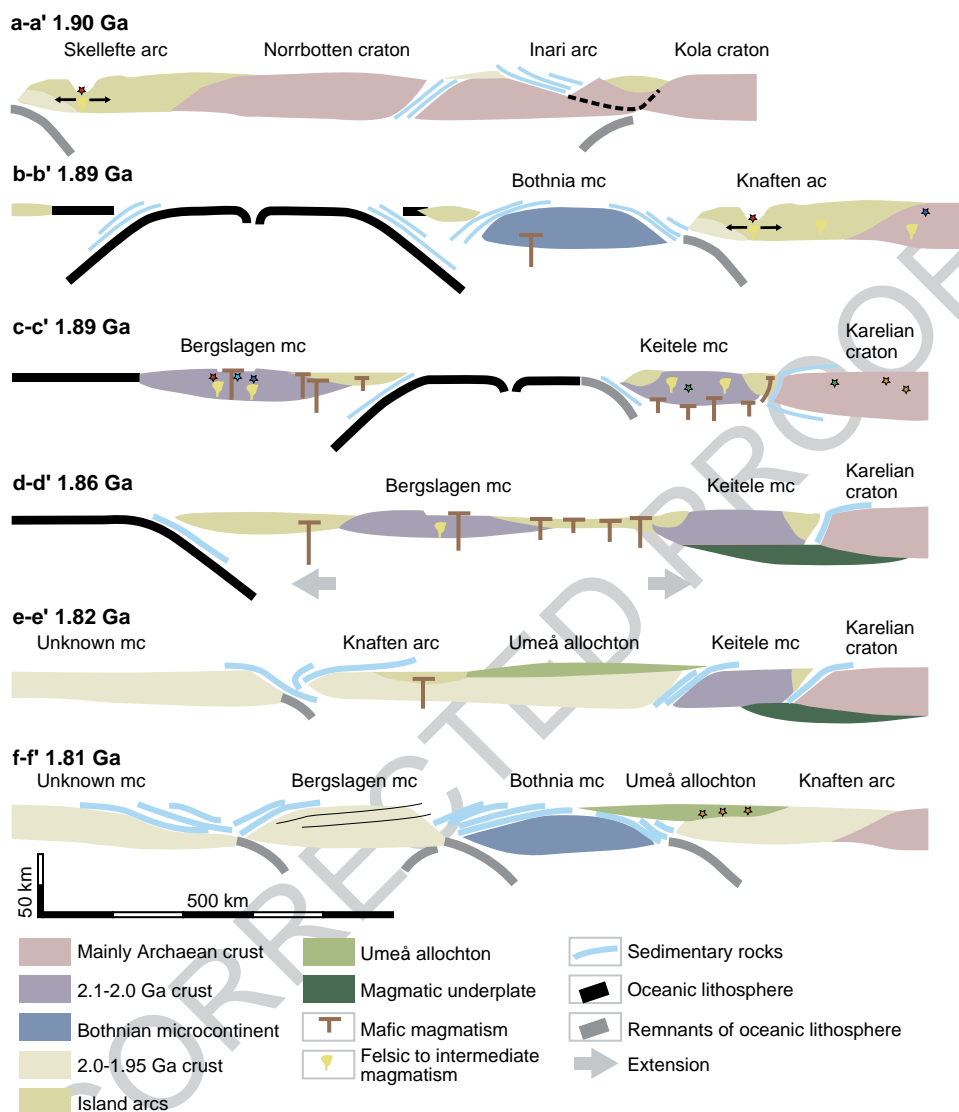 a-a' 1.90 Ga
Skellefte arc Norrbotten craton Inari arc Kola craton
b-b' 1.89 Ga
Bothnia mc Knaften ac
c-c' 1.89 Ga
Bergslagen mc Keitele mc Karelian
craton
d-d' 1.86 Ga
Bergslagen mc Keitele mc Karelian
craton
e-e' 1.82 Ga
Unknown mc Knaften arc Umeå allochton Keitele mc Karelian
craton
f-f' 1.81 Ga
Unknown mc Bergslagen mc Bothnia mc Umeå allochton Knaften arc
50 km
500 km
Mainly Archaean crust
2.1-2.0 Ga crust
Bothnian microcontinent
2.0-1.95 Ga crust
Island arcs
Umeå allochton
Magmatic underplate
Mafic magmatism
Felsic to intermediate
magmatism
Sedimentary rocks
Oceanic lithosphere
Remnants of oceanic lithosphere
Extension
CORRECTED PROOF